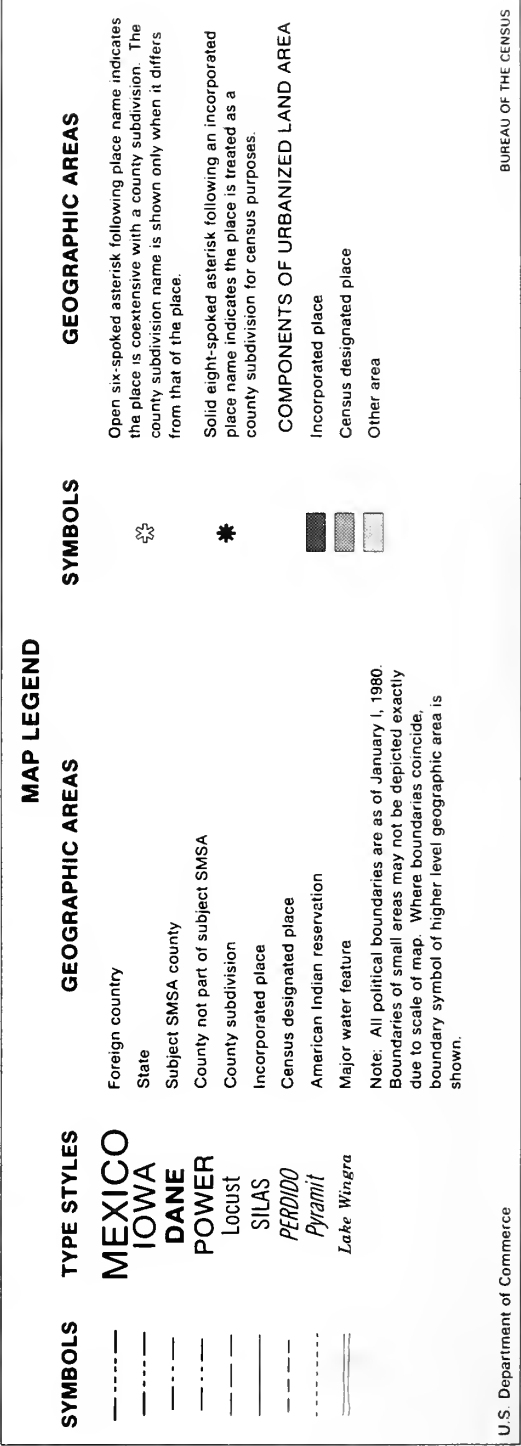 MAP LEGEND
SYMBOLS TYPE STYLES GEOGRAPHIC AREAS
MEXICO Foreign country
IOWA State
DANE Subject SMSA county
POWER County not part of subject SMSA
Locust County subdivision
SILAS Incorporated place
PERDIDO Census designated place
Pyramit American Indian reservation
Lake Wingra Major water feature
Note: All political boundaries are as of January I, 1980.
Boundaries of small areas may not be depicted exactly
due to scale of map. Where boundarias coincide,
boundary symbol of higher level geographic area is
shown.
SYMBOLS GEOGRAPHIC AREAS
Open six-spoked asterisk following place name indicates
the place is coextensive with a county subdivision. The
county subdivision name is shown only when it differs
from that of the place.
Solid eight-spoked asterisk following an incorporated
place name indicates the place is treated as a
county subdivision for census purposes.
COMPONENTS OF URBANIZED LAND AREA
Incorporated place
Census designated place
Other area
U.S. Department of Commerce BUREAU OF THE CENSUS